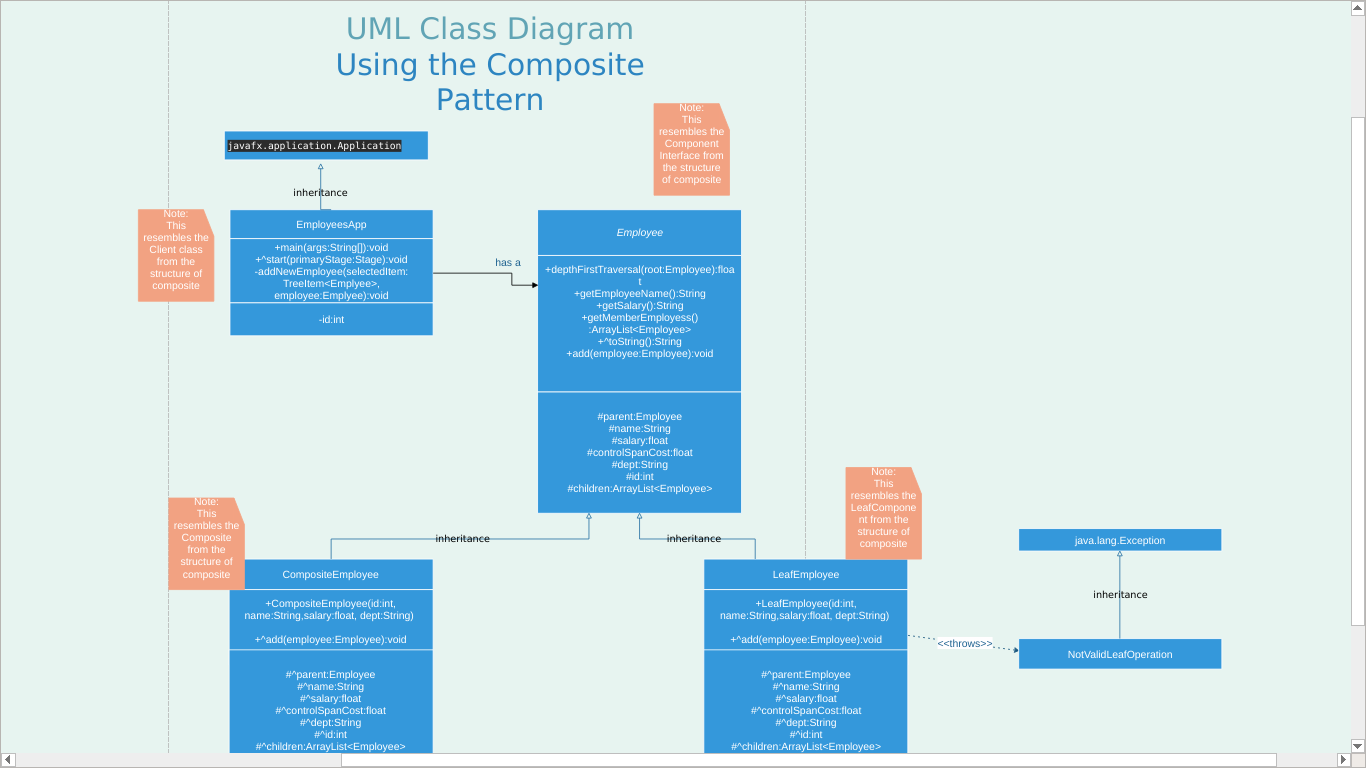 UML Class Diagram
Using the Composite
Pattern
Note:
This
resembles the
Component
Interface from
the structure
of composite
javafx.application.Application
inheritance
Note:
This
resembles the
Client class
from the
structure of
composite
EmployeesApp
+main(args:String[]):void
+^start(primaryStage:Stage):void
-addNewEmployee(selectedItem:
TreeItem<Emplyee>,
employee:Emplyee):void
-id:int
has a
Employee
+depthFirstTraversal(root:Employee):floa
t
+getEmployeeName():String
+getSalary():String
+getMemberEmployess()
:ArrayList<Employee>
+^toString():String
+add(employee:Employee):void
#parent:Employee
#name:String
#salary:float
#controlSpanCost:float
#dept:String
#id:int
#children:ArrayList<Employee>
inheritance
inheritance
Note:
This
resembles the
Composite
from the
structure of
composite
CompositeEmployee
+CompositeEmployee(id:int,
name:String,salary:float, dept:String)
+^add(employee:Employee):void
#^parent:Employee
#^name:String
#^salary:float
#^controlSpanCost:float
#^dept:String
#^id:int
#^children:ArrayList<Employee>
Note:
This
resembles the
LeafCompone
nt from the
structure of
composite
LeafEmployee
+LeafEmployee(id:int,
name:String,salary:float, dept:String)
+^add(employee:Employee):void
#^parent:Employee
#^name:String
#^salary:float
#^controlSpanCost:float
#^dept:String
#^id:int
#^children:ArrayList<Employee>
<<throws>>
java.lang.Exception
inheritance
NotValidLeafOperation